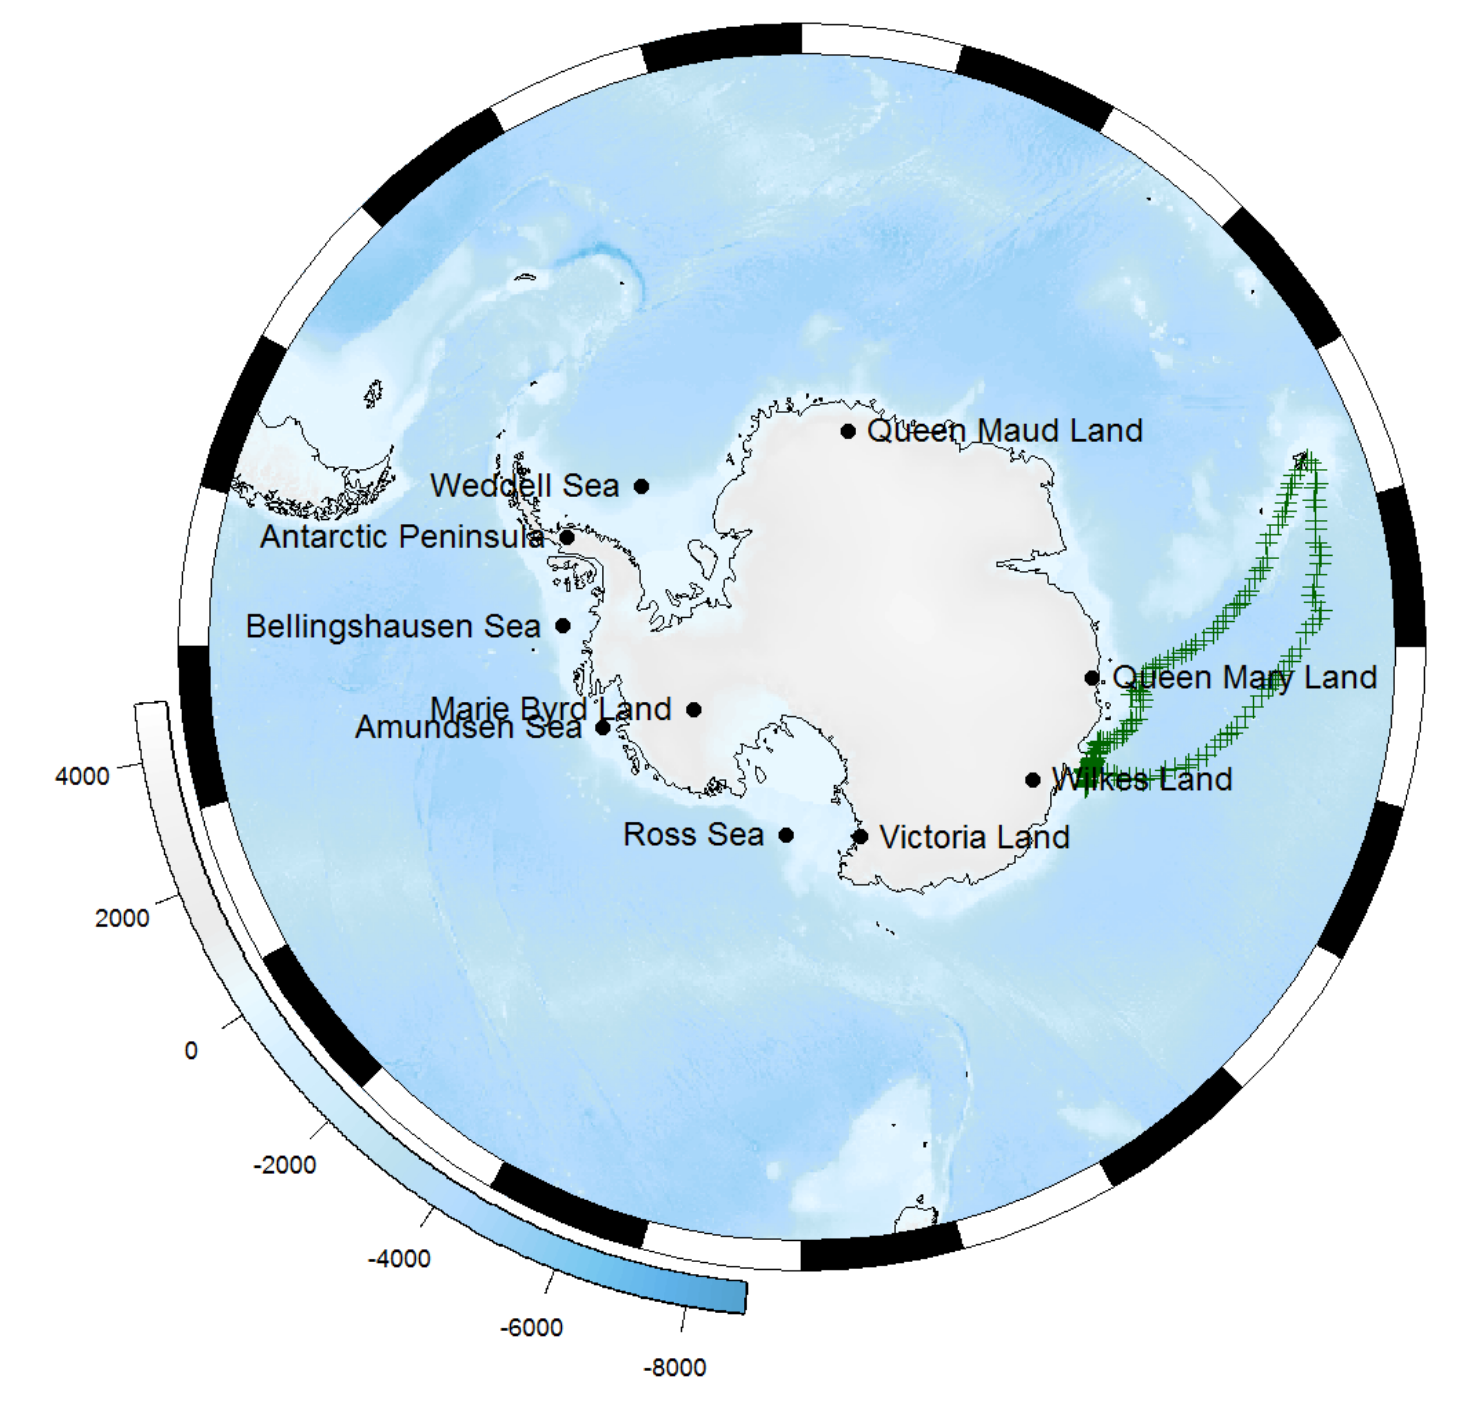 Queen Maud Land
Weddell Sea
Antarctic Peninsula
Bellingshausen Sea
Queen Mary Land
Marie Byrd Land
Amundsen Sea
Wilkes Land
Ross Sea
Victoria Land
4000
2000
0
-2000
-4000
-6000
-8000